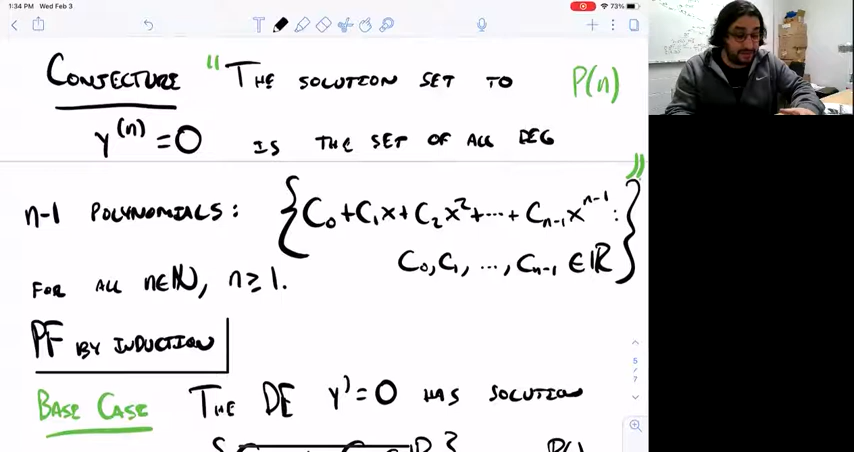 1:34 PM Wed Feb 3
73%
CONJECTURE "THE SOLUTION SET TO P(n)
y⁽ⁿ⁾ = 0 IS THE SET OF ALL DEG
n-1 POLYNOMIALS: { C₀+C₁x+C₂x²+⋯+Cₙ₋₁xⁿ⁻¹ :
C₀,C₁, ..., Cₙ₋₁ ∈ ℝ }"
FOR ALL n∈ℕ, n≥1.
PF BY INDUCTION
BASE CASE THE DE y'=0 HAS SOLUTION
5
/
7